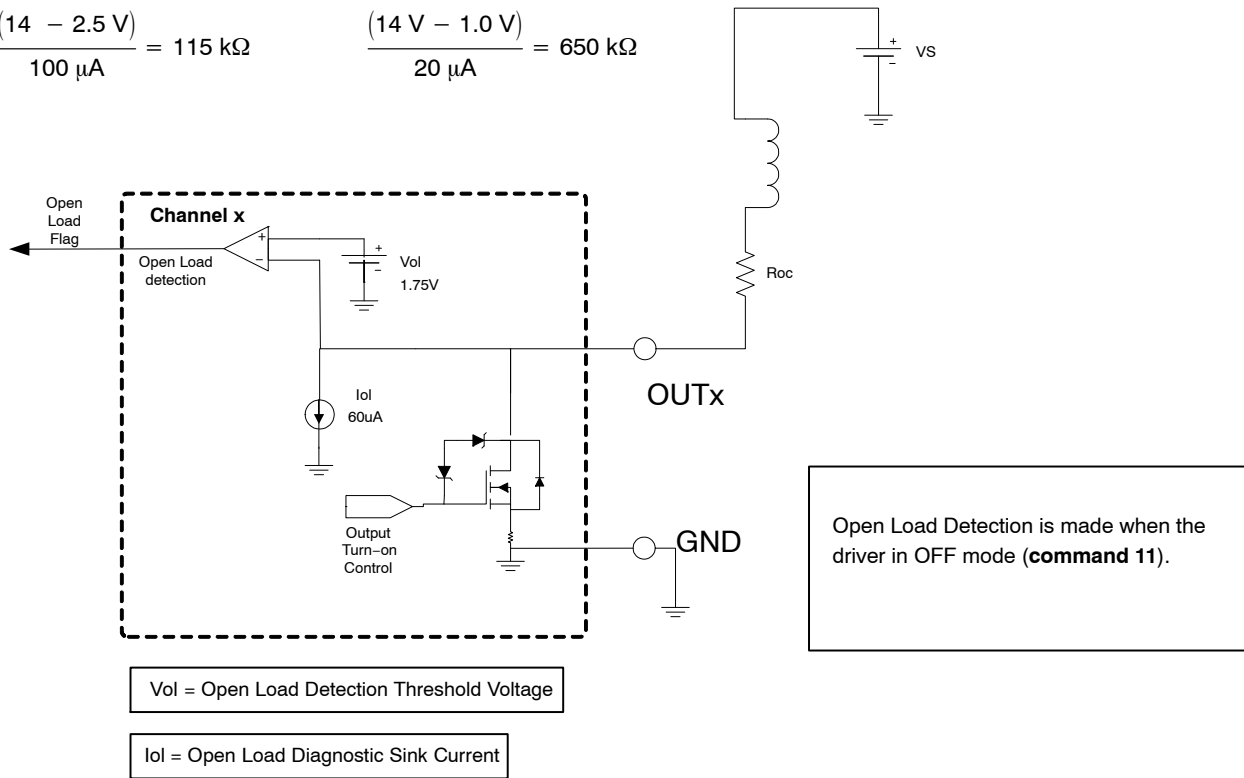 (14 − 2.5 V) / 100 μA = 115 kΩ
(14 V − 1.0 V) / 20 μA = 650 kΩ
+
−
VS
Open
Load
Flag
Channel x
+
−
Open Load
detection
+
−
Vol
1.75V
Roc
OUTx
Iol
60uA
Output
Turn−on
Control
GND
Open Load Detection is made when the
driver in OFF mode (command 11).
Vol = Open Load Detection Threshold Voltage
Iol = Open Load Diagnostic Sink Current